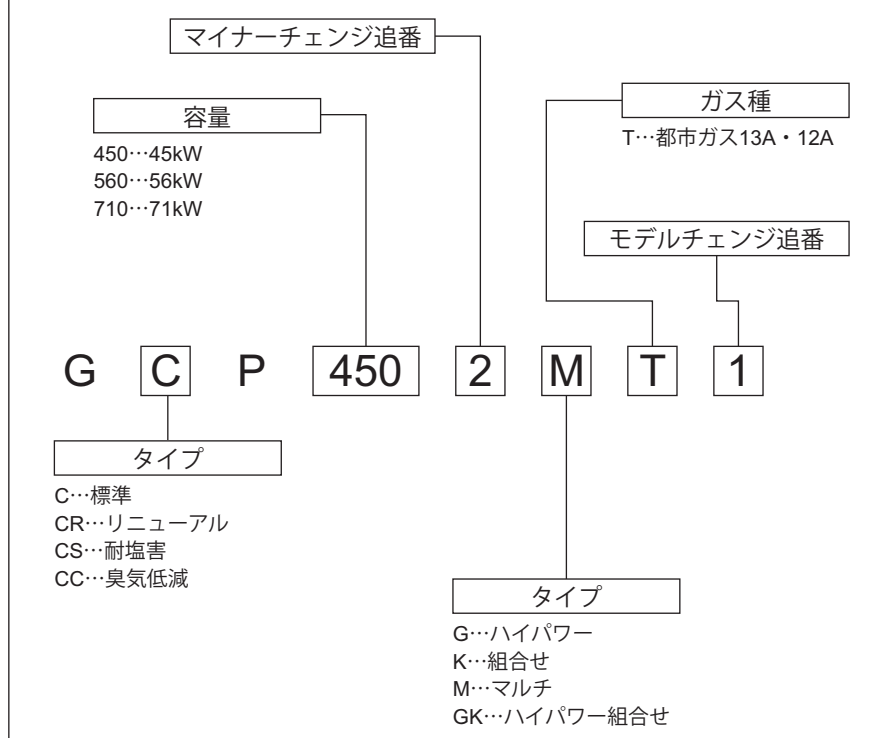 マイナーチェンジ追番
ガス種
T…都市ガス13A・12A
容量
450…45kW
560…56kW
710…71kW
モデルチェンジ追番
G C P 450 2 M T 1
タイプ
C…標準
CR…リニューアル
CS…耐塩害
CC…臭気低減
タイプ
G…ハイパワー
K…組合せ
M…マルチ
GK…ハイパワー組合せ